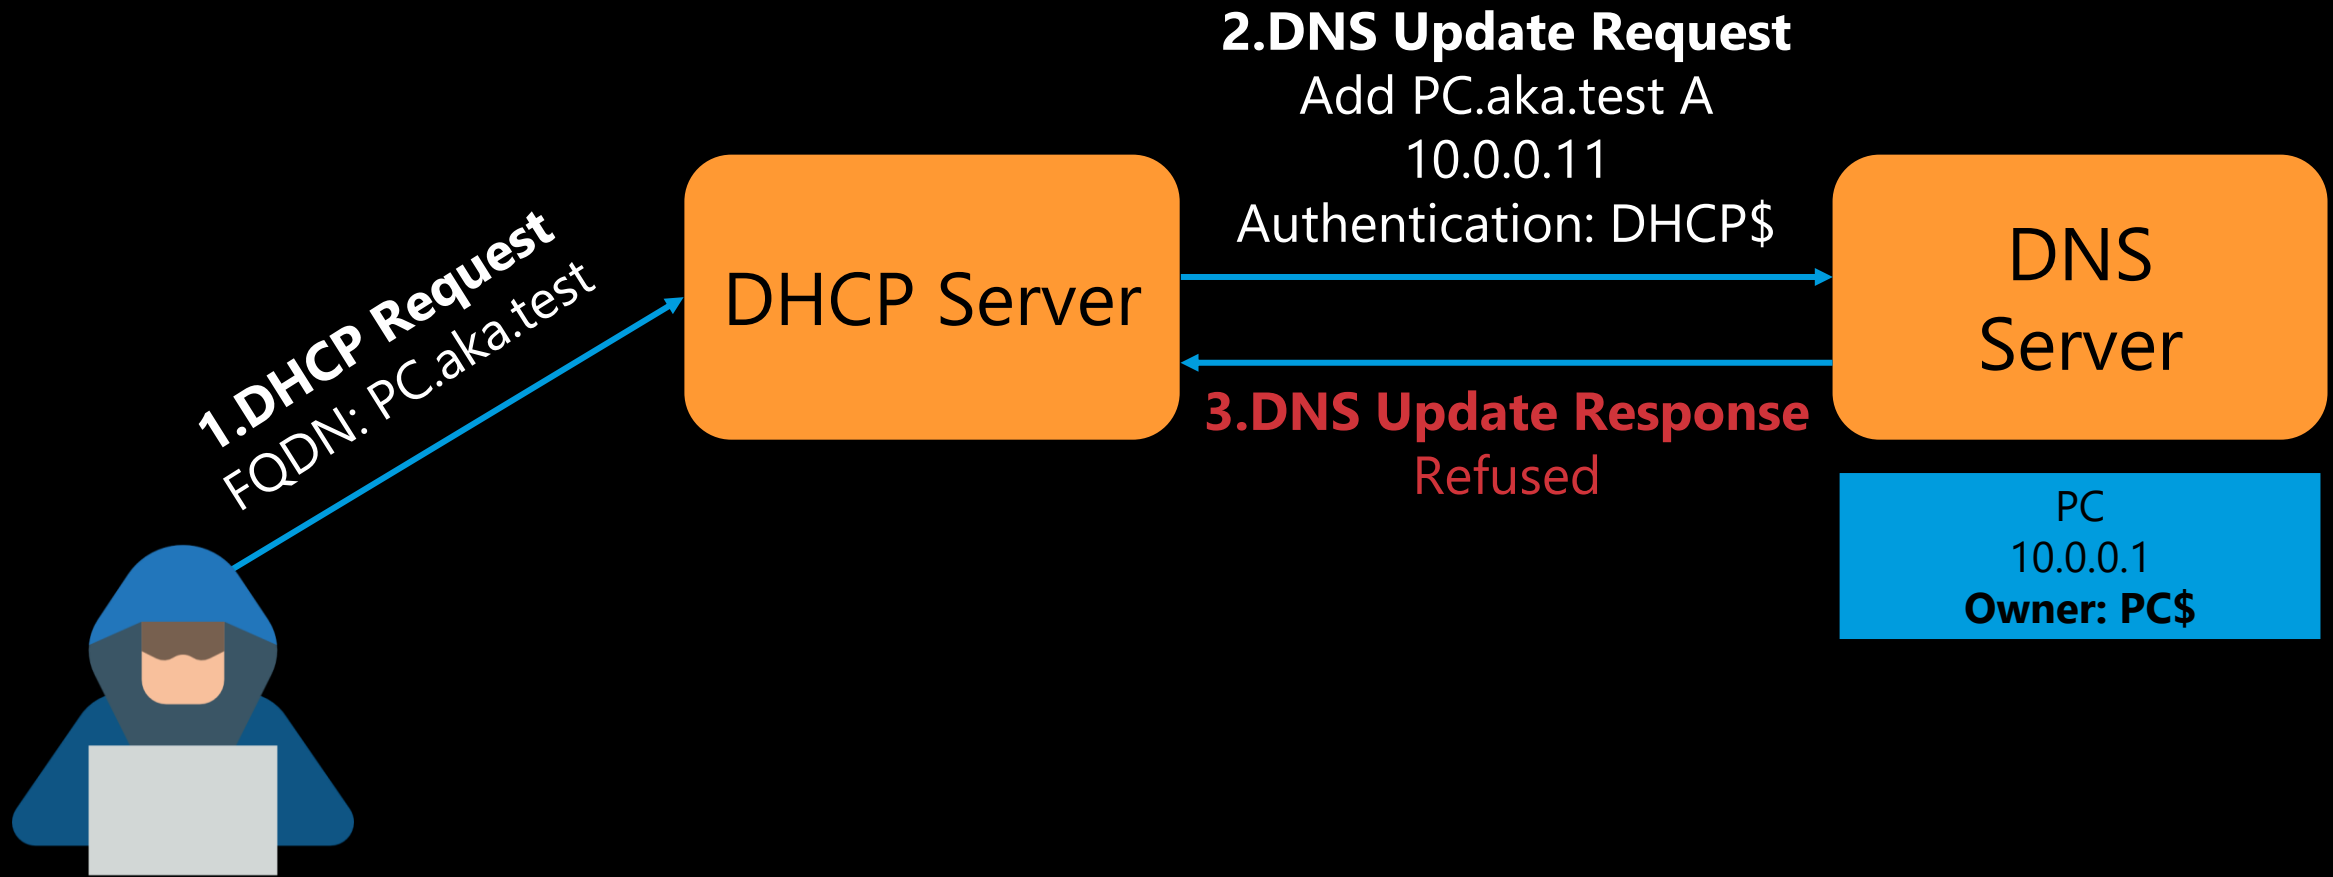 1.DHCP Request
FQDN: PC.aka.test
DHCP Server
2.DNS Update Request
Add PC.aka.test A
10.0.0.11
Authentication: DHCP$
3.DNS Update Response
Refused
DNS
Server
PC
10.0.0.1
Owner: PC$